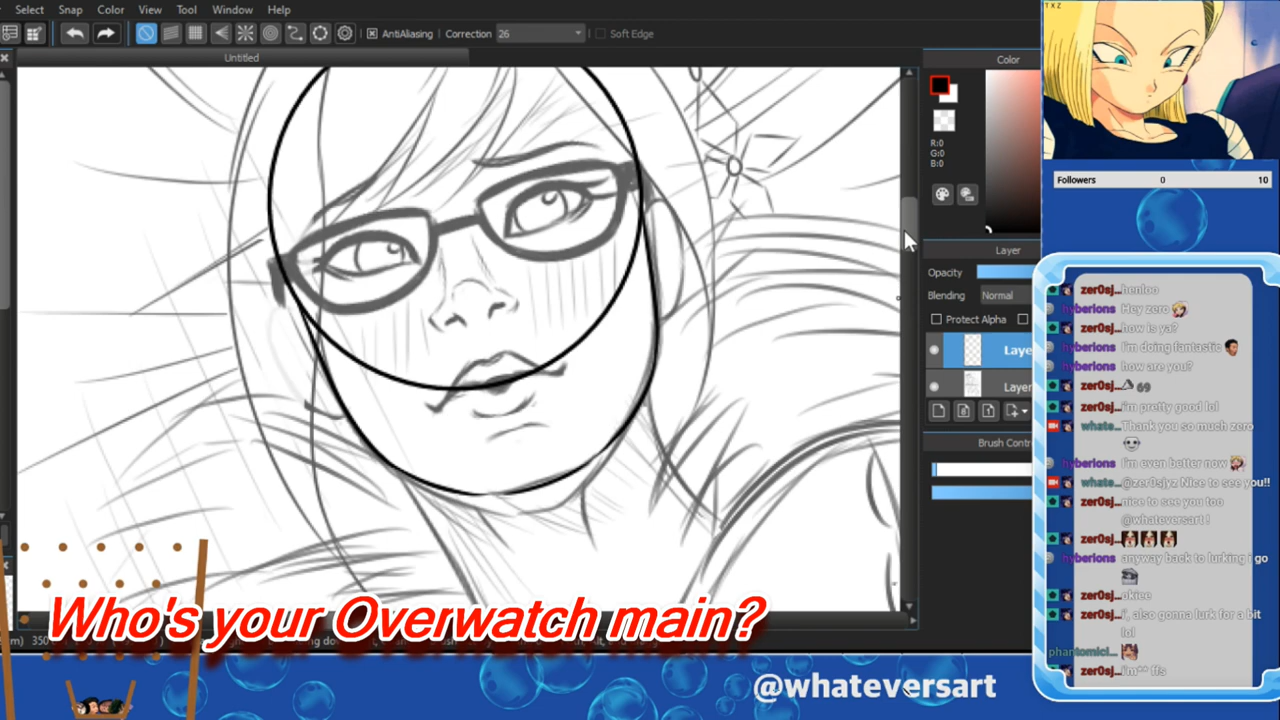 Select Snap Color View Tool Window Help
AntiAliasing Correction 26 Soft Edge
Untitled
Color
R:0
G:0
B:0
Layer
Opacity
Blending Normal
Protect Alpha
Laye
Layer
Brush Contr
TXZ
Followers 0 10
zer0sj... henloo
hyberions Hey zero
zer0sj... how is ya?
hyberions I'm doing fantastic
hyberions how are you?
zer0sj... 69
zer0sj... i'm pretty good lol
whate... Thank you so much zero
hyberions I'm even better now
whate... @zer0sjyz Nice to see you!!
zer0sj... nice to see you too
@whateversart !
zer0sj...
hyberions anyway back to lurking i go
zer0sj... okiee
zer0sj... i, also gonna lurk for a bit
lol
phantomici...
zer0sj... i'm** ffs
Who's your Overwatch main?
@whateversart